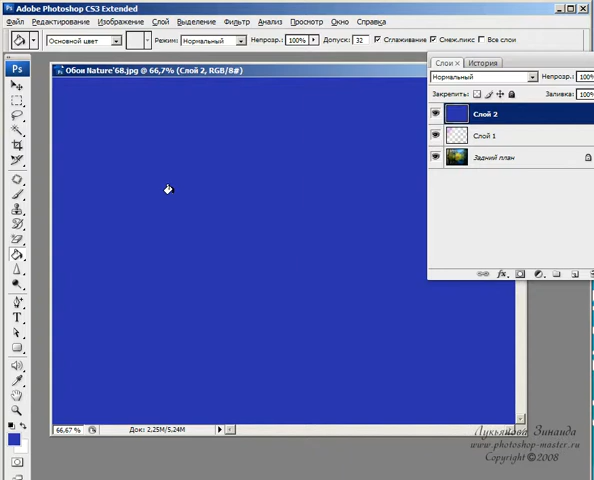 Adobe Photoshop CS3 Extended
Файл Редактирование Изображение Слой Выделение Фильтр Анализ Просмотр Окно Справка
Основной цвет Режим: Нормальный Непрозр.: 100% Допуск: 32 Сглаживание Смеж.пикс Все слои
Ps
Обои Nature'68.jpg @ 66,7% (Слой 2, RGB/8#)
Слои × История
Нормальный Непрозр.: 100%
Закрепить: Заливка: 100%
Слой 2
Слой 1
Задний план
T
66,67 % Док: 2,25M/5,24M
Лукьянова Зинаида
www.photoshop-master.ru
Copyright ©2008